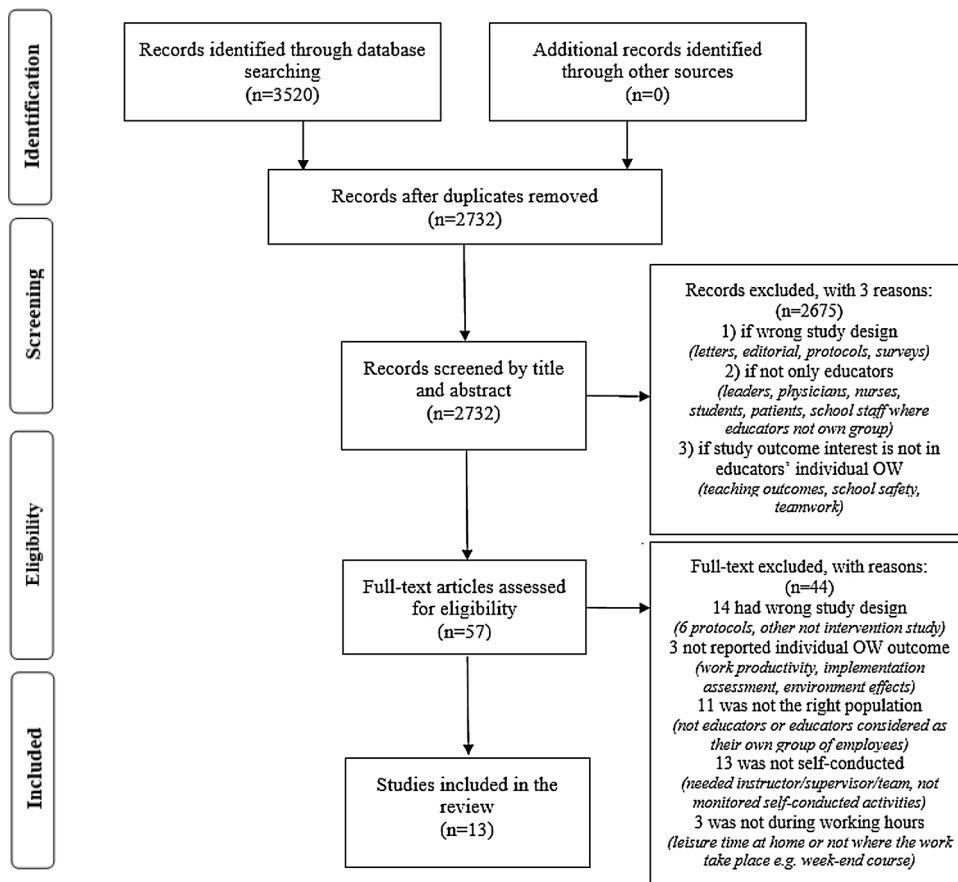 Identification
Records identified through database
searching
(n=3520)
Additional records identified
through other sources
(n=0)
Records after duplicates removed
(n=2732)
Screening
Records screened by title
and abstract
(n=2732)
Records excluded, with 3 reasons:
(n=2675)
1) if wrong study design
(letters, editorial, protocols, surveys)
2) if not only educators
(leaders, physicians, nurses,
students, patients, school staff where
educators not own group)
3) if study outcome interest is not in
educators' individual OW
(teaching outcomes, school safety,
teamwork)
Eligibility
Full-text articles assessed
for eligibility
(n=57)
Full-text excluded, with reasons:
(n=44)
14 had wrong study design
(6 protocols, other not intervention study)
3 not reported individual OW outcome
(work productivity, implementation
assessment, environment effects)
11 was not the right population
(not educators or educators considered as
their own group of employees)
13 was not self-conducted
(needed instructor/supervisor/team, not
monitored self-conducted activities)
3 was not during working hours
(leisure time at home or not where the work
take place e.g. week-end course)
Included
Studies included in the
review
(n=13)